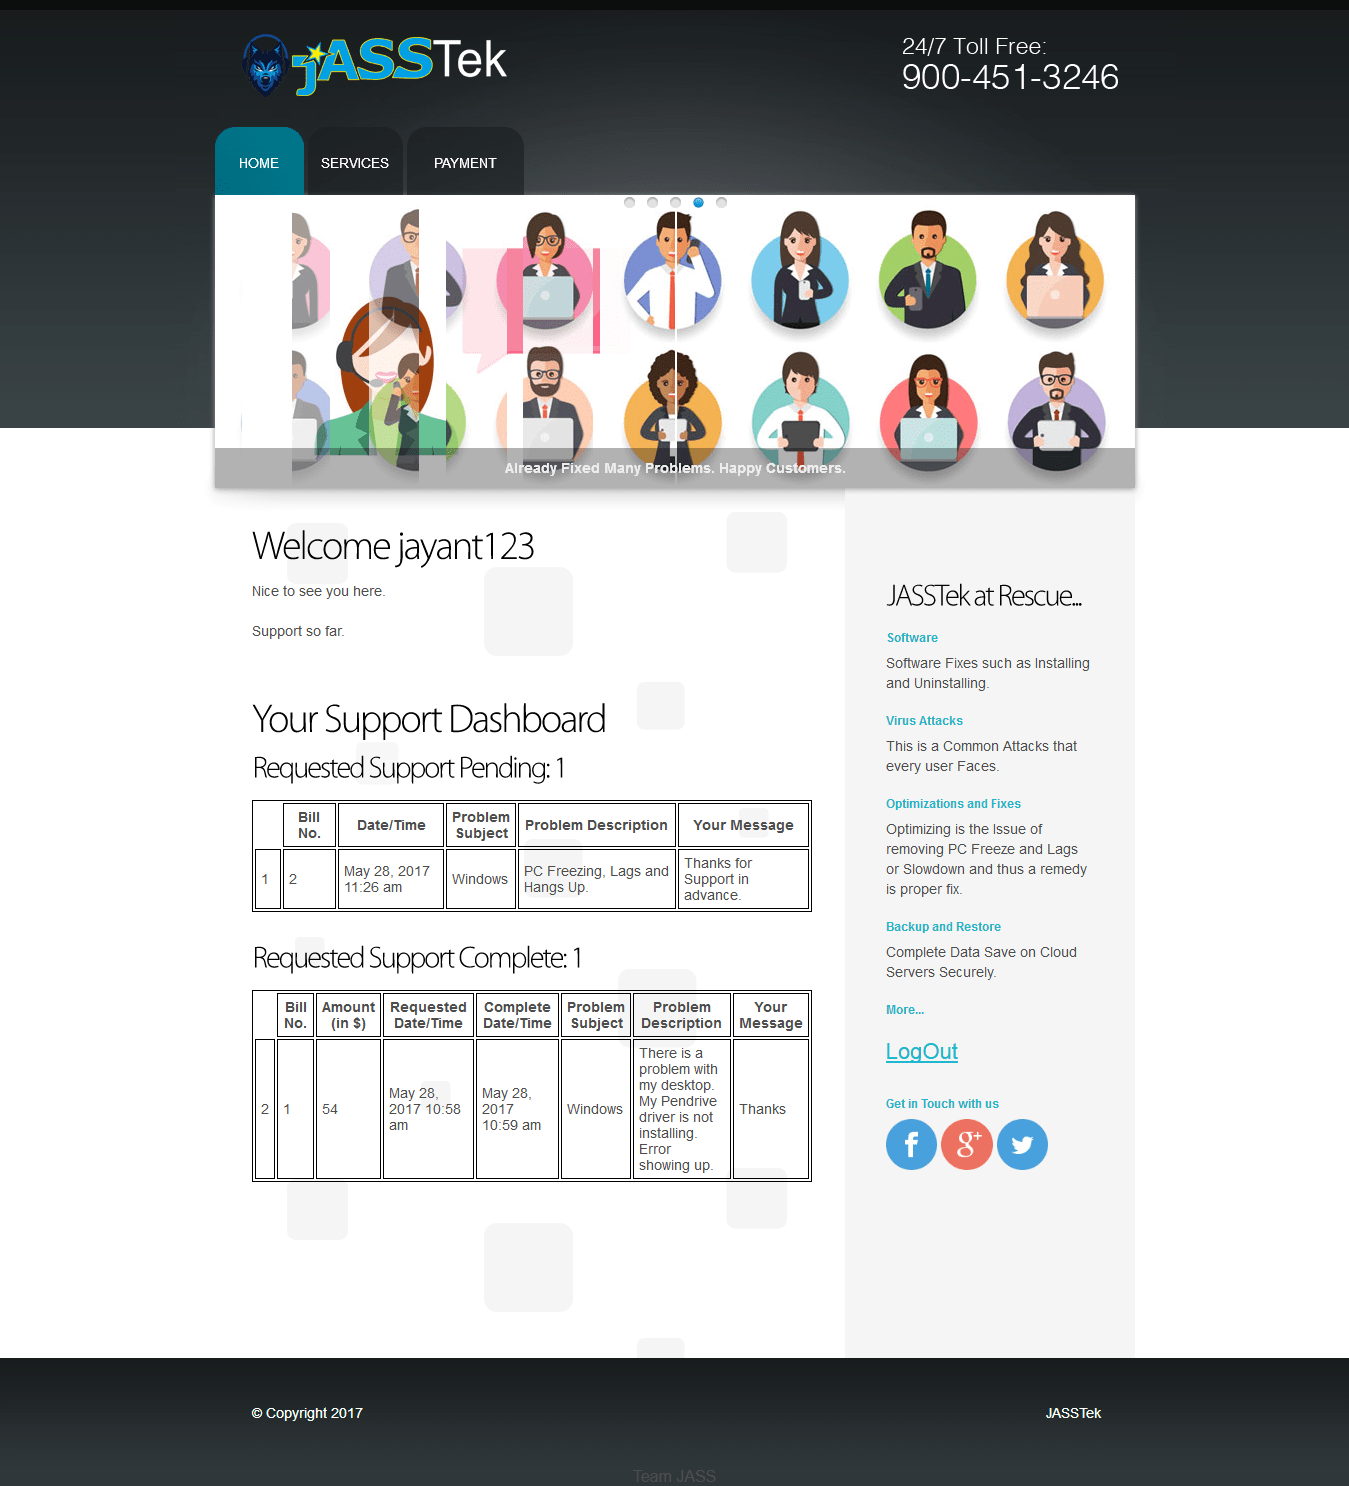 jASSTek
24/7 Toll Free:
900-451-3246
HOME
SERVICES
PAYMENT
Already Fixed Many Problems. Happy Customers.
Welcome jayant123
Nice to see you here.
Support so far.
Your Support Dashboard
Requested Support Pending: 1
Bill No. Date/Time Problem Subject Problem Description Your Message
1 2 May 28, 2017 11:26 am Windows PC Freezing, Lags and Hangs Up. Thanks for Support in advance.
Requested Support Complete: 1
Bill No. Amount (in $) Requested Date/Time Complete Date/Time Problem Subject Problem Description Your Message
2 1 54 May 28, 2017 10:58 am May 28, 2017 10:59 am Windows There is a problem with my desktop. My Pendrive driver is not installing. Error showing up. Thanks
JASSTek at Rescue...
Software
Software Fixes such as Installing
and Uninstalling.
Virus Attacks
This is a Common Attacks that
every user Faces.
Optimizations and Fixes
Optimizing is the Issue of
removing PC Freeze and Lags
or Slowdown and thus a remedy
is proper fix.
Backup and Restore
Complete Data Save on Cloud
Servers Securely.
More...
LogOut
Get in Touch with us
© Copyright 2017
JASSTek
Team JASS